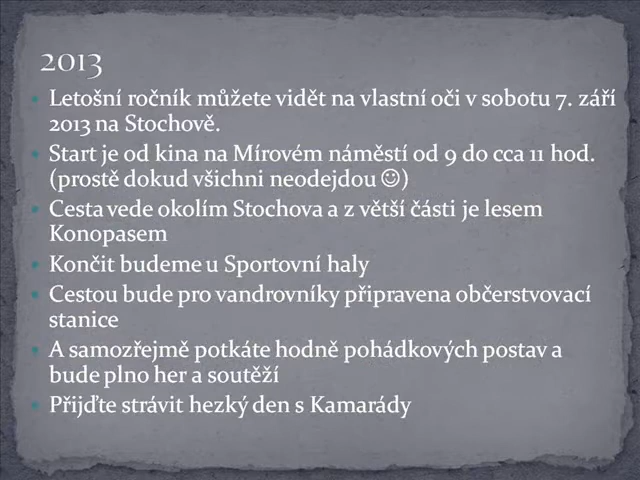 2013
Letošní ročník můžete vidět na vlastní oči v sobotu 7. září
2013 na Stochově.
Start je od kina na Mírovém náměstí od 9 do cca 11 hod.
(prostě dokud všichni neodejdou ☺)
Cesta vede okolím Stochova a z větší části je lesem
Konopasem
Končit budeme u Sportovní haly
Cestou bude pro vandrovníky připravena občerstvovací
stanice
A samozřejmě potkáte hodně pohádkových postav a
bude plno her a soutěží
Přijďte strávit hezký den s Kamarády